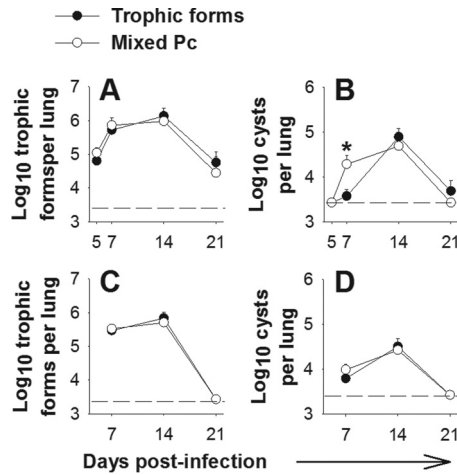 Trophic forms
Mixed Pc
A
B
Log10 trophic
formsper lung
7
6
5
4
3
5 7 14 21
Log10 cysts
per lung
6
5
4
3
*
5 7 14 21
C
D
Log10 trophic
forms per lung
7
6
5
4
3
7 14 21
Log10 cysts
per lung
6
5
4
3
7 14 21
Days post-infection